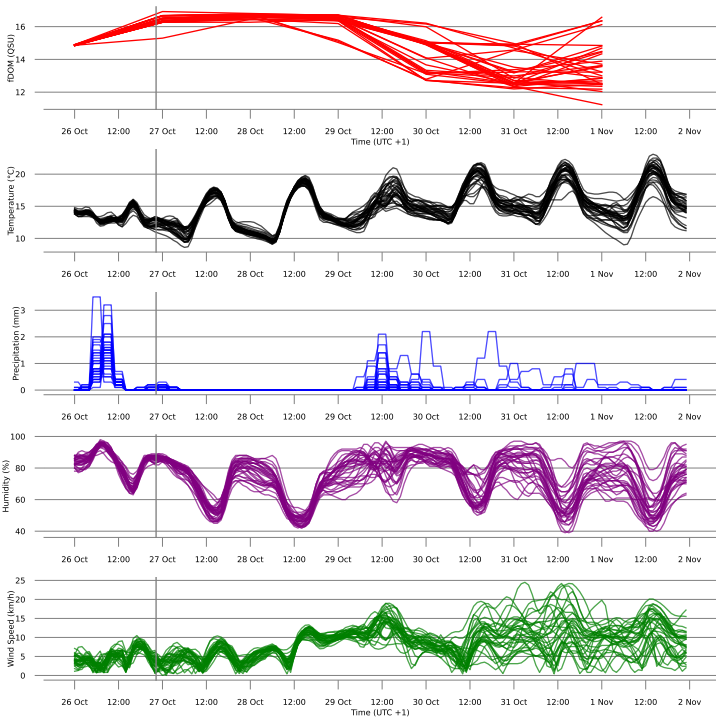 fDOM (QSU)
16
14
12
26 Oct 12:00 27 Oct 12:00 28 Oct 12:00 29 Oct 12:00 30 Oct 12:00 31 Oct 12:00 1 Nov 12:00 2 Nov
Time (UTC +1)
Temperature (°C)
20
15
10
26 Oct 12:00 27 Oct 12:00 28 Oct 12:00 29 Oct 12:00 30 Oct 12:00 31 Oct 12:00 1 Nov 12:00 2 Nov
Precipitation (mm)
3
2
1
0
26 Oct 12:00 27 Oct 12:00 28 Oct 12:00 29 Oct 12:00 30 Oct 12:00 31 Oct 12:00 1 Nov 12:00 2 Nov
Humidity (%)
100
80
60
40
26 Oct 12:00 27 Oct 12:00 28 Oct 12:00 29 Oct 12:00 30 Oct 12:00 31 Oct 12:00 1 Nov 12:00 2 Nov
Wind Speed (km/h)
25
20
15
10
5
0
26 Oct 12:00 27 Oct 12:00 28 Oct 12:00 29 Oct 12:00 30 Oct 12:00 31 Oct 12:00 1 Nov 12:00 2 Nov
Time (UTC +1)